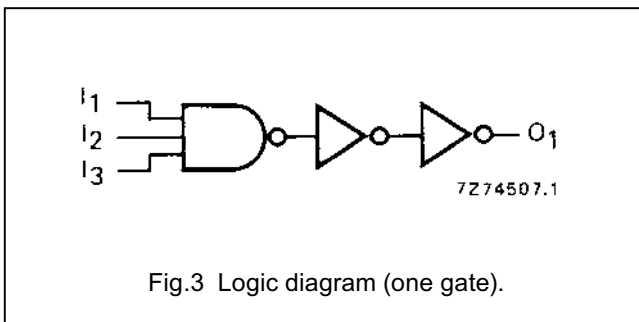 I1
I2
I3
O1
7Z74507.1
Fig.3 Logic diagram (one gate).